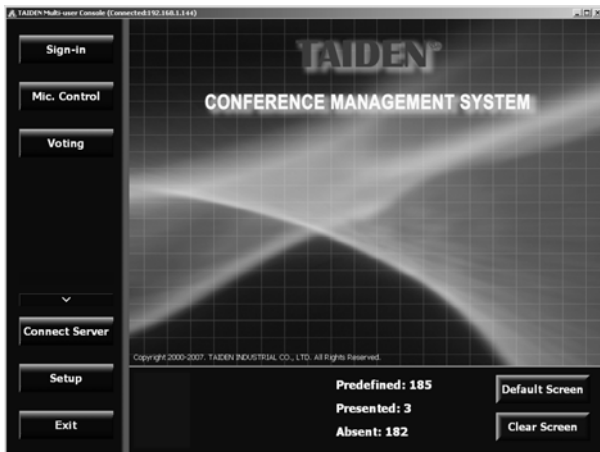 TAIDEN Multi-user Console (Connected:192.168.1.144)
Sign-in
Mic. Control
Voting
Connect Server
Setup
Exit
TAIDEN®
CONFERENCE MANAGEMENT SYSTEM
Copyright 2000-2007. TAIDEN INDUSTRIAL CO., LTD. All Rights Reserved.
Predefined: 185
Presented: 3
Absent: 182
Default Screen
Clear Screen